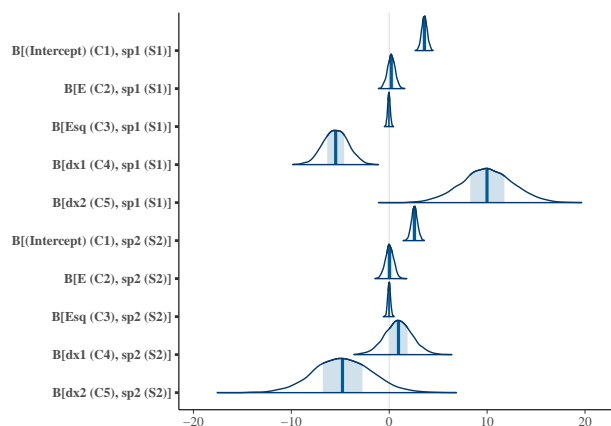 B[(Intercept) (C1), sp1 (S1)]
B[E (C2), sp1 (S1)]
B[Esq (C3), sp1 (S1)]
B[dx1 (C4), sp1 (S1)]
B[dx2 (C5), sp1 (S1)]
B[(Intercept) (C1), sp2 (S2)]
B[E (C2), sp2 (S2)]
B[Esq (C3), sp2 (S2)]
B[dx1 (C4), sp2 (S2)]
B[dx2 (C5), sp2 (S2)]
−20 −10 0 10 20